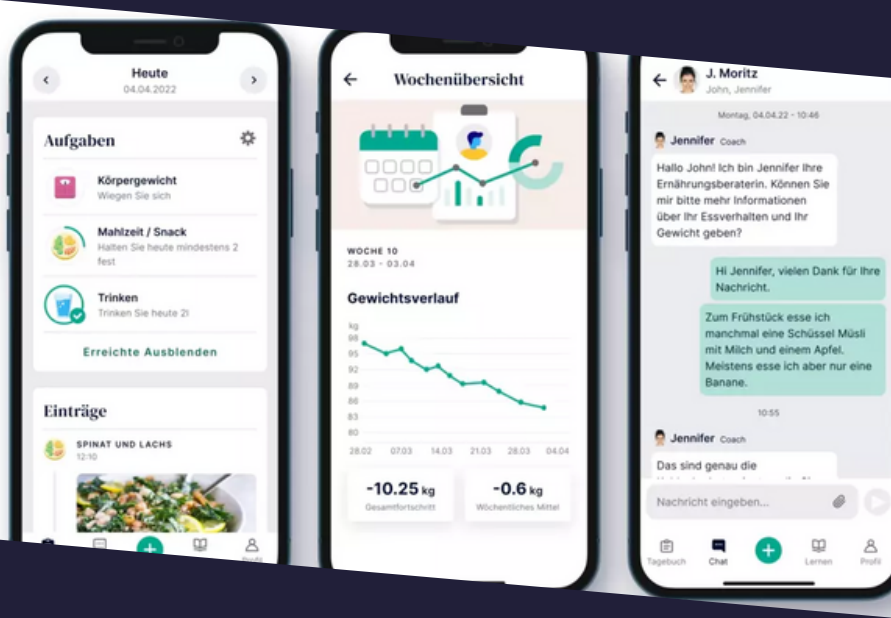 Heute
04.04.2022
Aufgaben
Körpergewicht
Wiegen Sie sich
Mahlzeit / Snack
Halten Sie heute mindestens 2
fest
Trinken
Trinken Sie heute 2l
Erreichte Ausblenden
Einträge
SPINAT UND LACHS
12:10
Wochenübersicht
WOCHE 10
28.03 - 03.04
Gewichtsverlauf
kg
98
95
92
89
86
83
80
28.02 07.03 14.03 21.03 28.03 04.04
-10.25 kg
Gesamtfortschritt
-0.6 kg
Wöchentliches Mittel
J. Moritz
John, Jennifer
Montag, 04.04.22 - 10:46
Jennifer Coach
Hallo John! Ich bin Jennifer Ihre
Ernährungsberaterin. Können Sie
mir bitte mehr Informationen
über Ihr Essverhalten und Ihr
Gewicht geben?
Hi Jennifer, vielen Dank für Ihre
Nachricht.
Zum Frühstück esse ich
manchmal eine Schüssel Müsli
mit Milch und einem Apfel.
Meistens esse ich aber nur eine
Banane.
10:55
Jennifer Coach
Das sind genau die
Nachricht eingeben...
Tagebuch Chat Lernen Profil